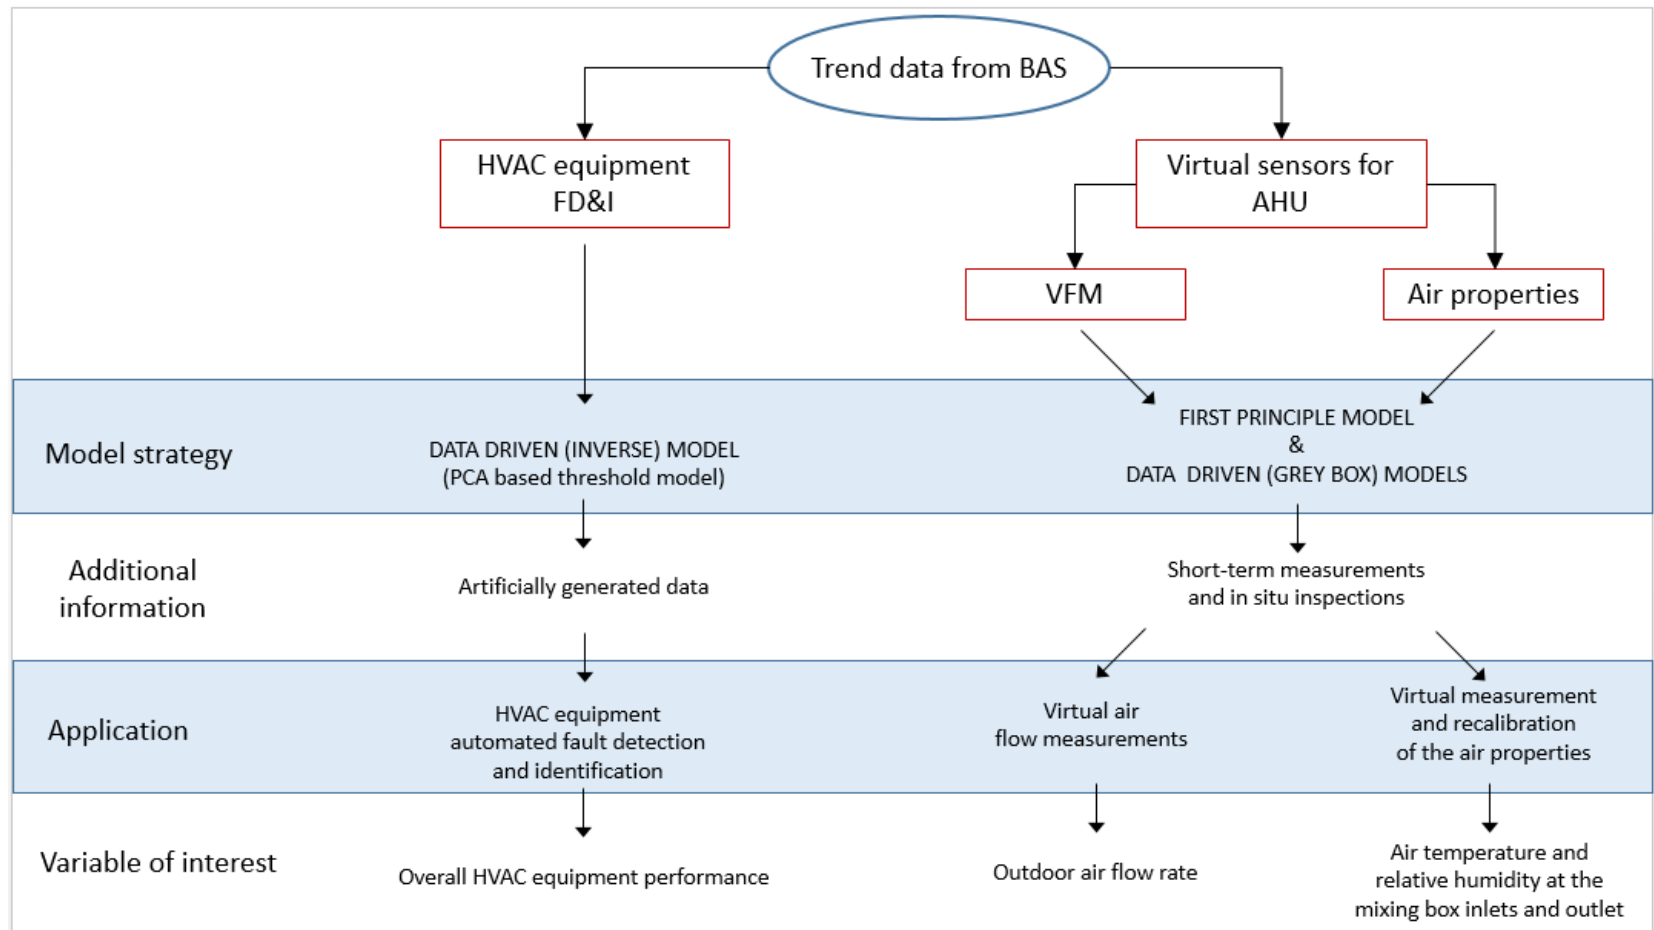 Trend data from BAS
HVAC equipment
FD&I
Virtual sensors for
AHU
VFM
Air properties
Model strategy
DATA DRIVEN (INVERSE) MODEL
(PCA based threshold model)
FIRST PRINCIPLE MODEL
&
DATA DRIVEN (GREY BOX) MODELS
Additional
information
Artificially generated data
Short-term measurements
and in situ inspections
Application
HVAC equipment
automated fault detection
and identification
Virtual air
flow measurements
Virtual measurement
and recalibration
of the air properties
Variable of interest
Overall HVAC equipment performance
Outdoor air flow rate
Air temperature and
relative humidity at the
mixing box inlets and outlet